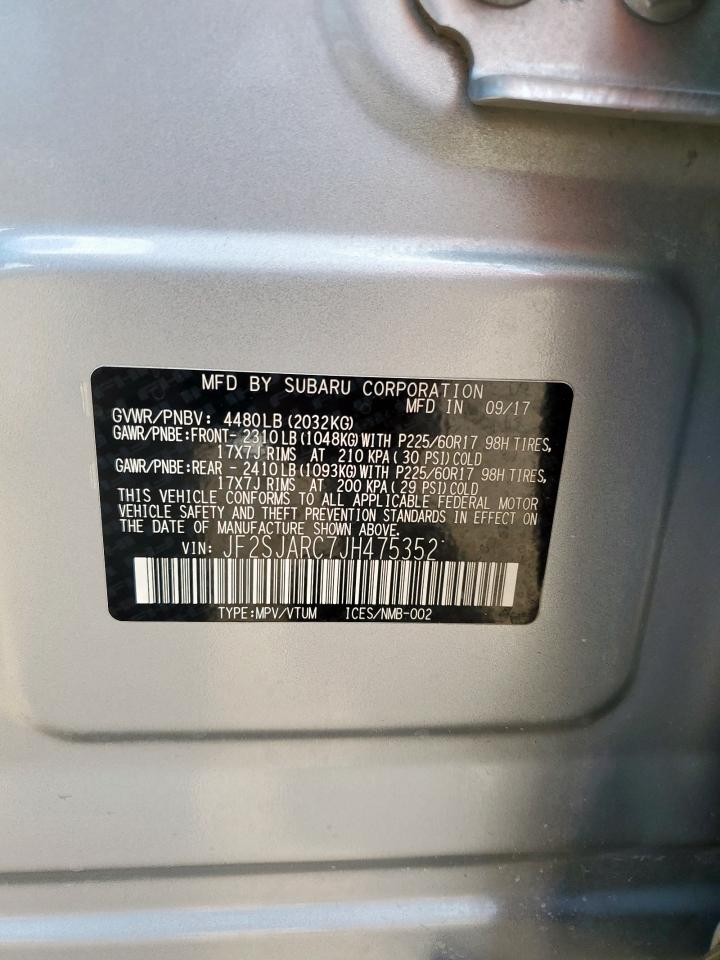 MFD BY SUBARU CORPORATION
MFD IN 09/17
GVWR/PNBV: 4480LB (2032KG)
GAWR/PNBE:FRONT- 2310LB(1048KG)WITH P225/60R17 98H TIRES,
17X7J RIMS AT 210 KPA( 30 PSI)COLD
GAWR/PNBE:REAR - 2410LB(1093KG)WITH P225/60R17 98H TIRES,
17X7J RIMS AT 200 KPA( 29 PSI)COLD
THIS VEHICLE CONFORMS TO ALL APPLICABLE FEDERAL MOTOR
VEHICLE SAFETY AND THEFT PREVENTION STANDARDS IN EFFECT ON
THE DATE OF MANUFACTURE SHOWN ABOVE.
VIN: JF2SJARC7JH475352
TYPE:MPV/VTUM ICES/NMB-002